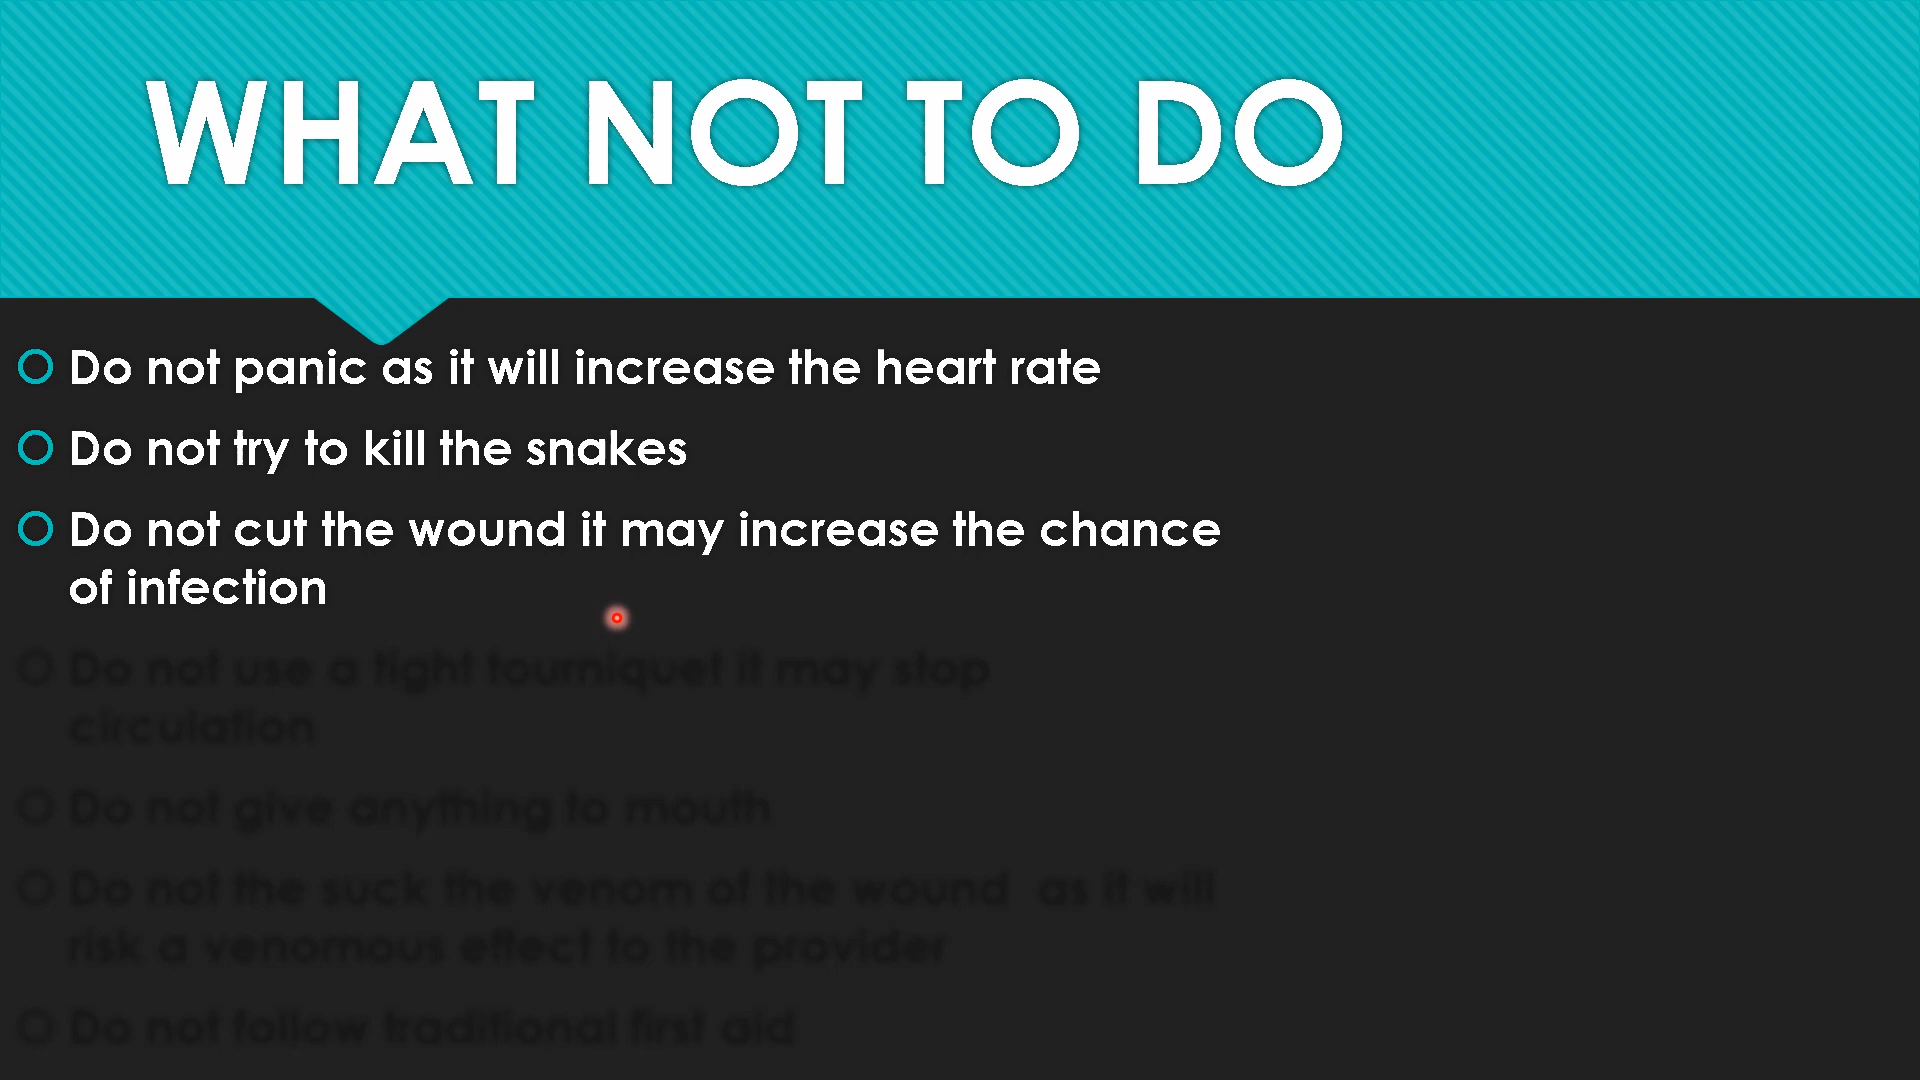 WHAT NOT TO DO
Do not panic as it will increase the heart rate
Do not try to kill the snakes
Do not cut the wound it may increase the chance
of infection
Do not use a tight tourniquet it may stop
circulation
Do not give anything to mouth
Do not the suck the venom of the wound as it will
risk a venomous effect to the provider
Do not follow traditional first aid